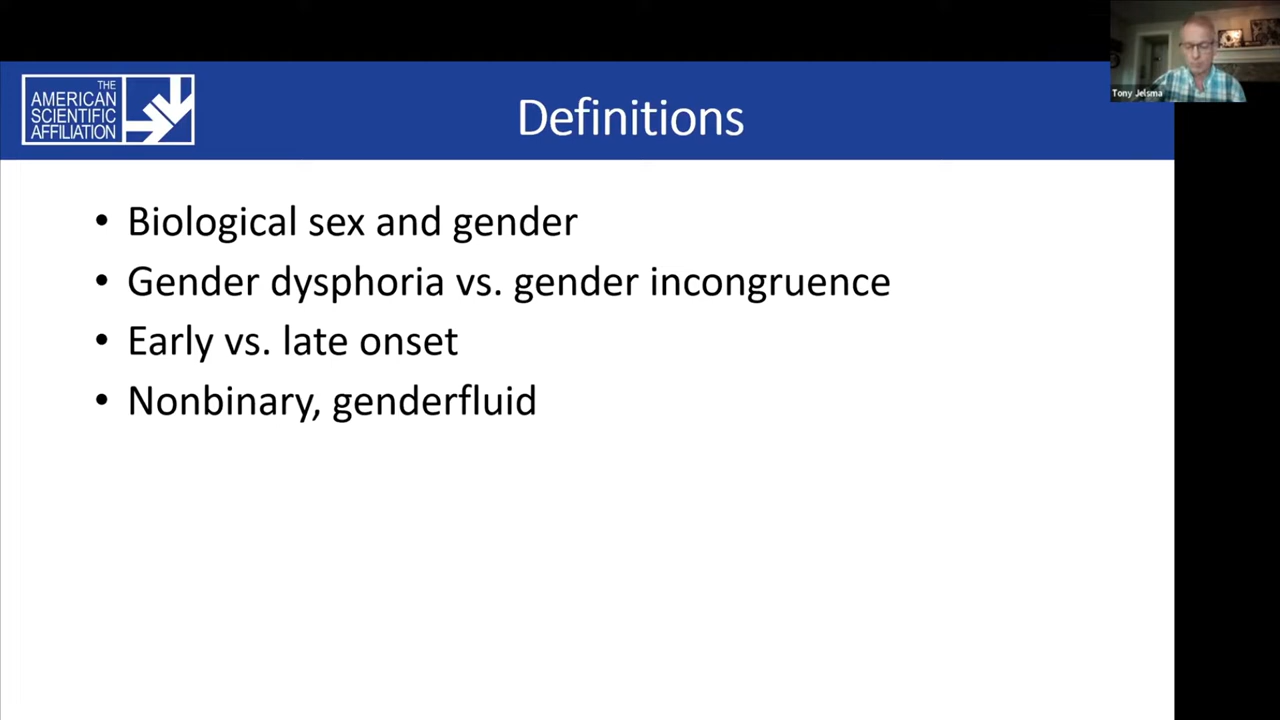 THE
AMERICAN
SCIENTIFIC
AFFILIATION
Definitions
Tony Jelsma
• Biological sex and gender
• Gender dysphoria vs. gender incongruence
• Early vs. late onset
• Nonbinary, genderfluid